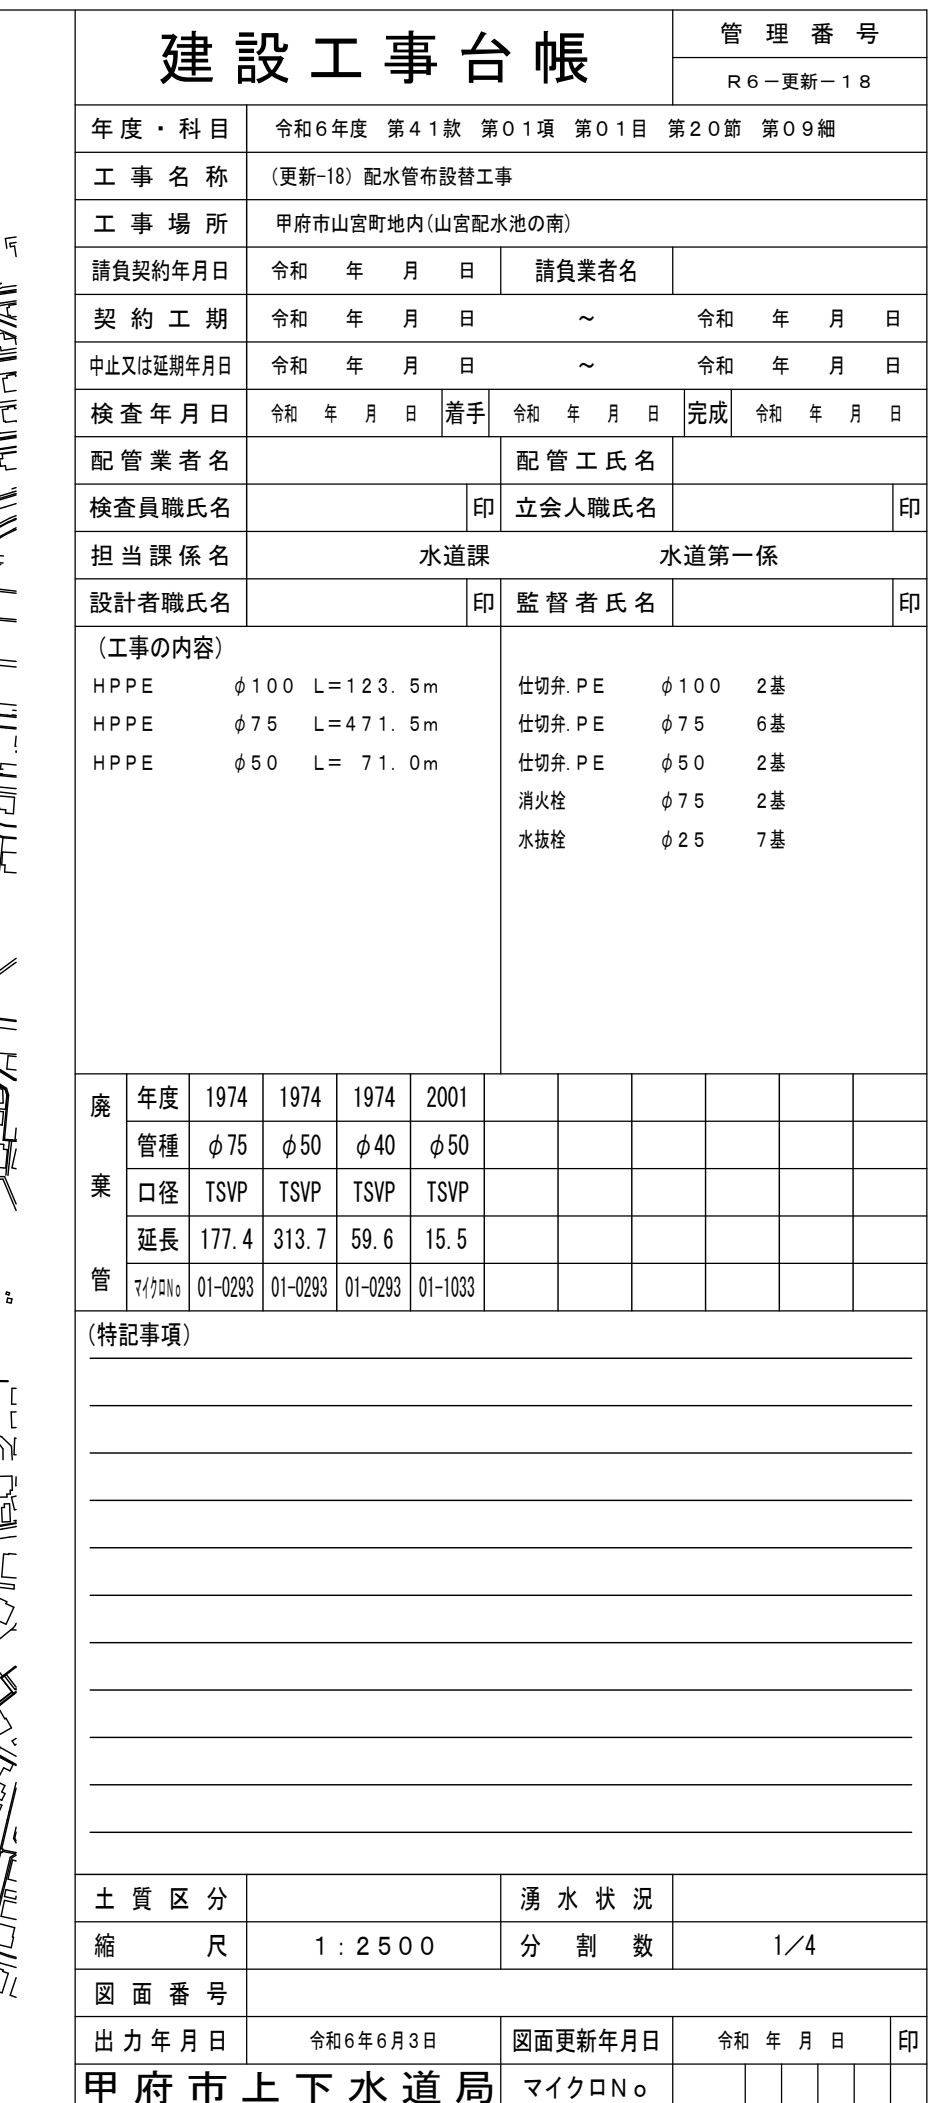 建設工事台帳
管理番号
R6-更新-18
年度・科目 令和6年度 第41款 第01項 第01目 第20節 第09細
工事名称 (更新-18) 配水管布設替工事
工事場所 甲府市山宮町地内(山宮配水池の南)
請負契約年月日 令和 年 月 日 請負業者名
契約工期 令和 年 月 日 ~ 令和 年 月 日
中止又は延期年月日 令和 年 月 日 ~ 令和 年 月 日
検査年月日 令和 年 月 日 着手 令和 年 月 日 完成 令和 年 月 日
配管業者名 配管工氏名
検査員職氏名 印 立会人職氏名 印
担当課係名 水道課 水道第一係
設計者職氏名 印 監督者氏名 印
(工事の内容)
HPPE φ100 L=123.5m 仕切弁.PE φ100 2基
HPPE φ75 L=471.5m 仕切弁.PE φ75 6基
HPPE φ50 L= 71.0m 仕切弁.PE φ50 2基
消火栓 φ75 2基
水抜栓 φ25 7基
廃棄管
年度 1974 1974 1974 2001
管種 φ75 φ50 φ40 φ50
口径 TSVP TSVP TSVP TSVP
延長 177.4 313.7 59.6 15.5
マイクロNo 01-0293 01-0293 01-0293 01-1033
(特記事項)
土質区分 湧水状況
縮尺 1:2500 分割数 1/4
図面番号
出力年月日 令和6年6月3日 図面更新年月日 令和 年 月 日 印
甲府市上下水道局 マイクロNo